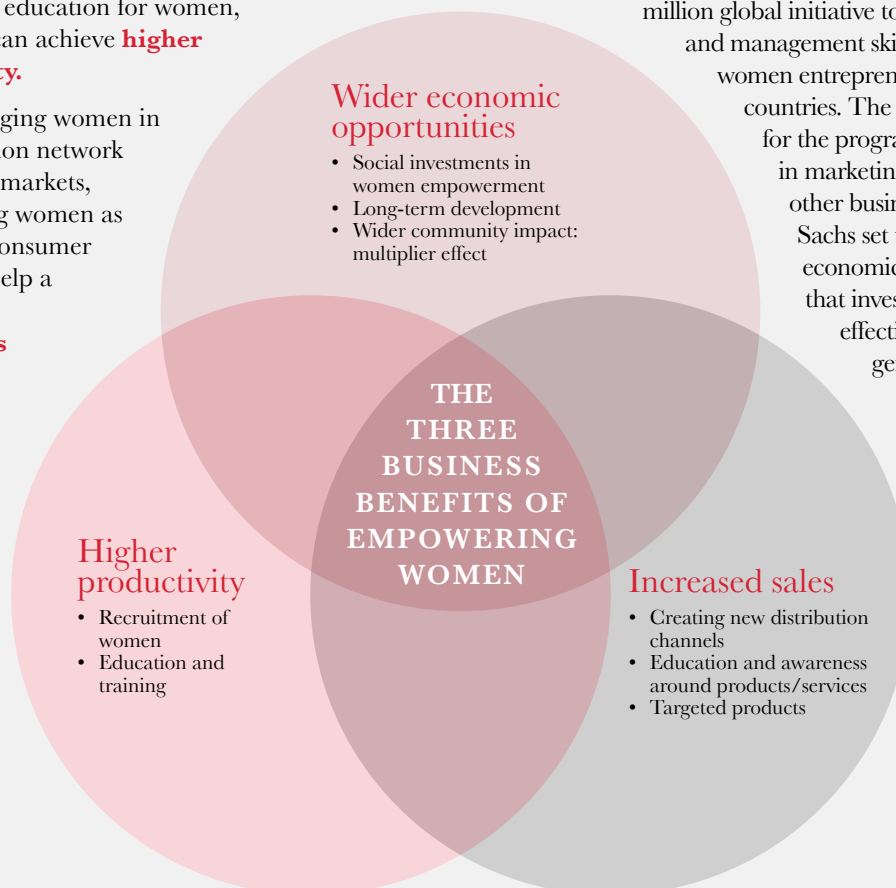 education for women,
can achieve higher
ty.
ging women in
ion network
markets,
g women as
onsumer
elp a
s
Wider economic
opportunities
• Social investments in
women empowerment
• Long-term development
• Wider community impact:
multiplier effect
million global initiative to
and management ski
women entrepren
countries. The
for the progra
in marketin
other busin
Sachs set
economic
that inves
effecti
ge
THE
THREE
BUSINESS
BENEFITS OF
EMPOWERING
WOMEN
Higher
productivity
• Recruitment of
women
• Education and
training
Increased sales
• Creating new distribution
channels
• Education and awareness
around products/services
• Targeted products